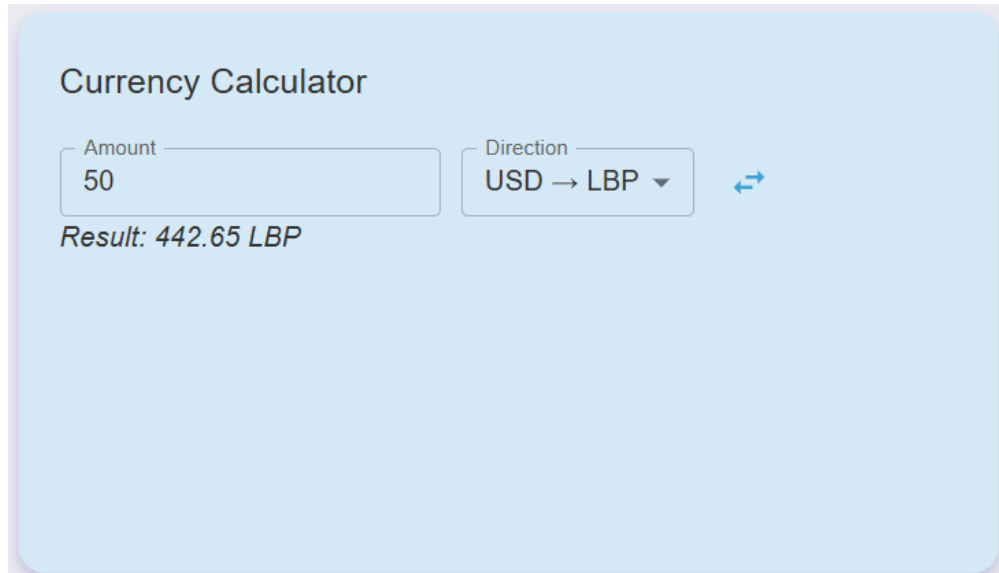 Currency Calculator
Amount Direction
50 USD → LBP
Result: 442.65 LBP